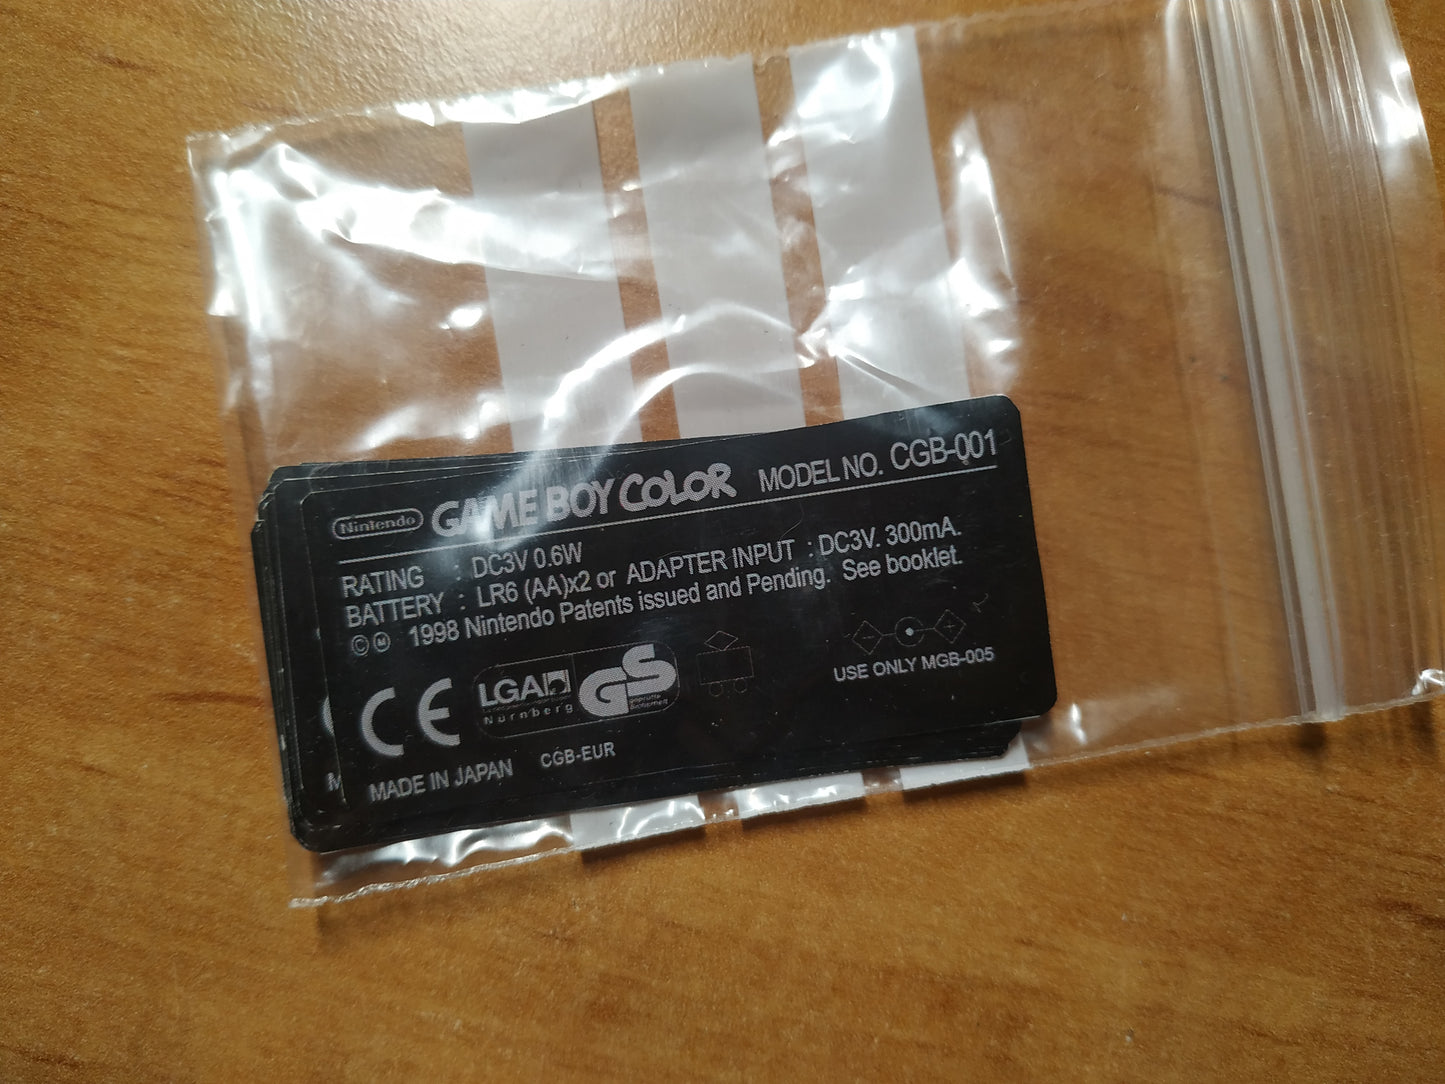 Nintendo GAME BOY COLOR MODEL NO. CGB-001
RATING : DC3V 0.6W
BATTERY : LR6 (AA)x2 or ADAPTER INPUT : DC3V. 300mA.
©Ⓜ 1998 Nintendo Patents issued and Pending. See booklet.
CE LGA Nürnberg GS geprüfte Sicherheit
USE ONLY MGB-005
MADE IN JAPAN CGB-EUR
M